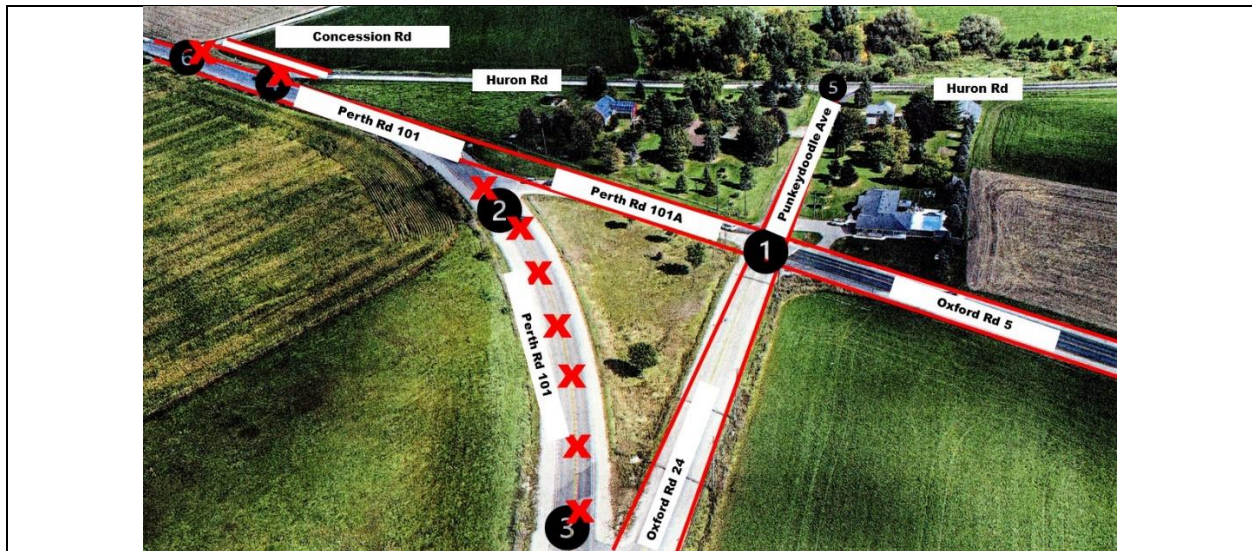 Concession Rd
6
4
Huron Rd
5
Huron Rd
Perth Rd 101
Punkeydoodle Ave
2
Perth Rd 101A
1
Perth Rd 101
Oxford Rd 5
Oxford Rd 24
3